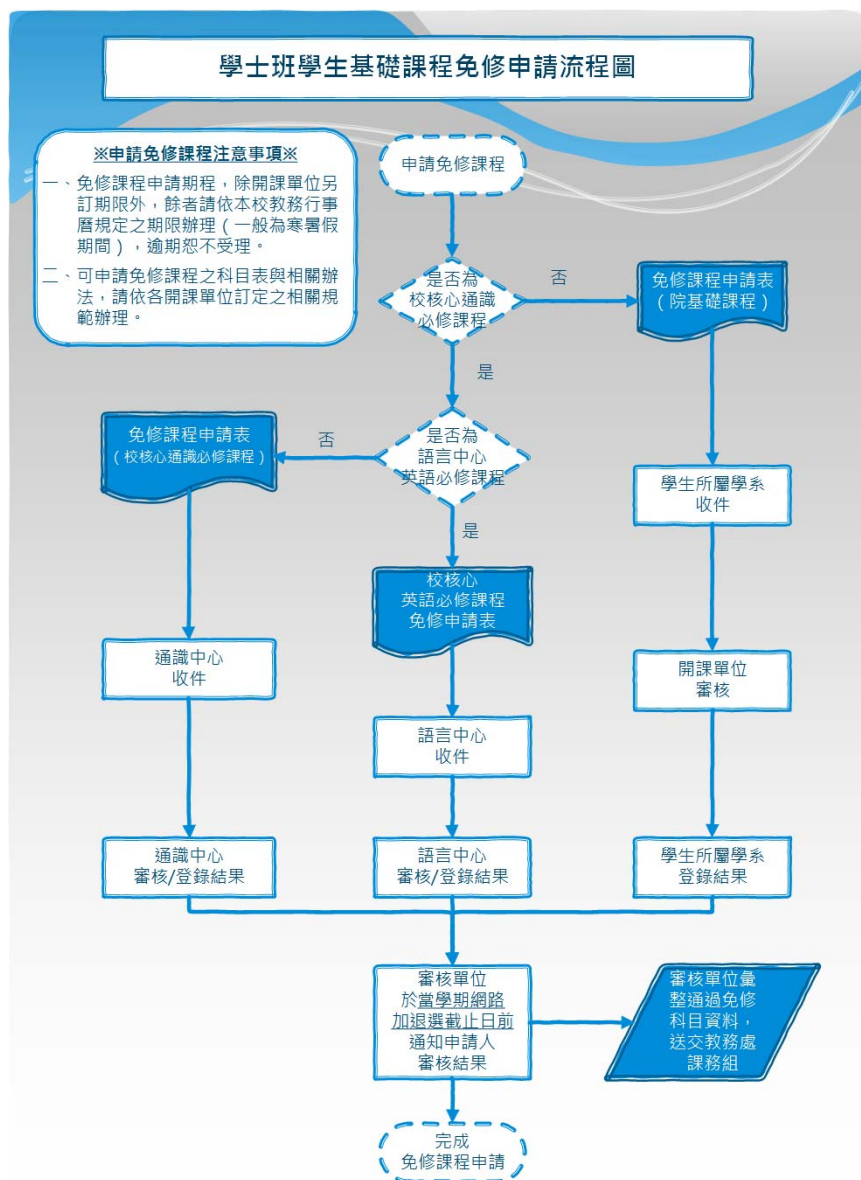 學士班學生基礎課程免修申請流程圖
※申請免修課程注意事項※
一、免修課程申請期程，除開課單位另
訂期限外，餘者請依本校教務行事
曆規定之期限辦理（一般為寒暑假
期間），逾期恕不受理。
二、可申請免修課程之科目表與相關辦
法，請依各開課單位訂定之相關規
範辦理。
申請免修課程
是否為
校核心通識
必修課程
否
免修課程申請表
（院基礎課程）
是
免修課程申請表
（校核心通識必修課程）
否
是否為
語言中心
英語必修課程
學生所屬學系
收件
是
校核心
英語必修課程
免修申請表
通識中心
收件
開課單位
審核
語言中心
收件
通識中心
審核/登錄結果
語言中心
審核/登錄結果
學生所屬學系
登錄結果
審核單位
於當學期網路
加退選截止日前
通知申請人
審核結果
審核單位彙
整通過免修
科目資料，
送交教務處
課務組
完成
免修課程申請